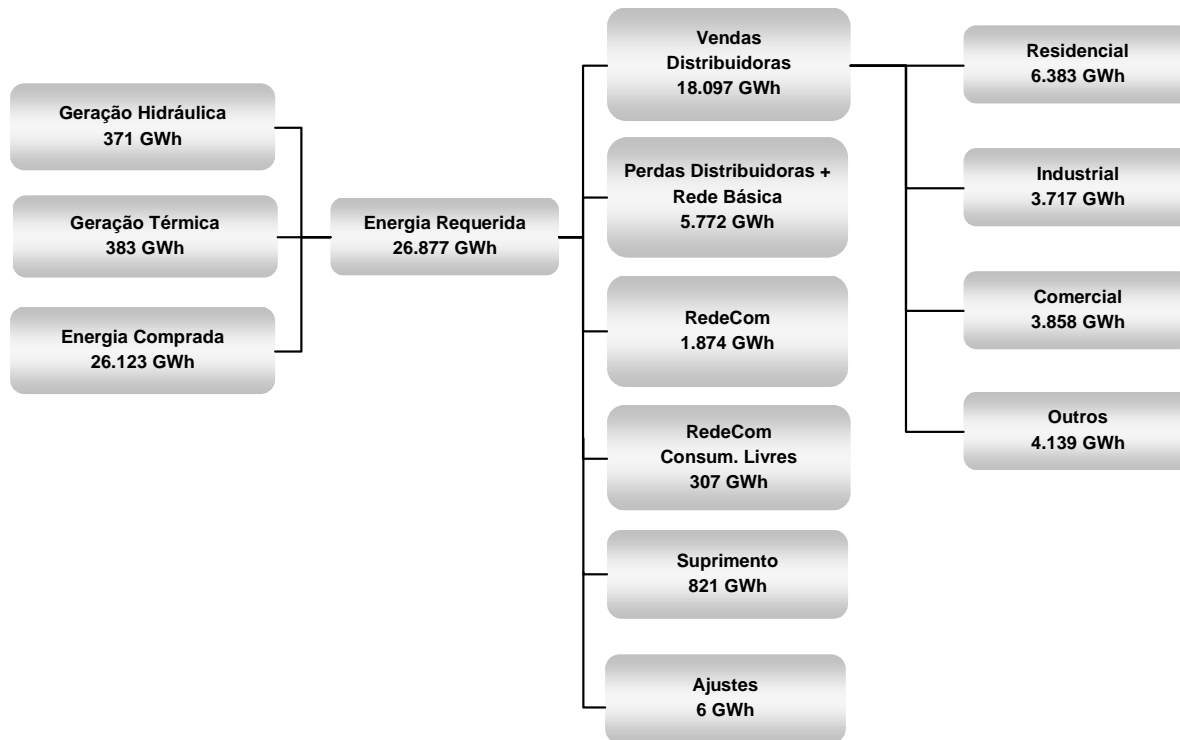 Geração Hidráulica
371 GWh
Geração Térmica
383 GWh
Energia Comprada
26.123 GWh
Energia Requerida
26.877 GWh
Vendas
Distribuidoras
18.097 GWh
Perdas Distribuidoras +
Rede Básica
5.772 GWh
RedeCom
1.874 GWh
RedeCom
Consum. Livres
307 GWh
Suprimento
821 GWh
Ajustes
6 GWh
Residencial
6.383 GWh
Industrial
3.717 GWh
Comercial
3.858 GWh
Outros
4.139 GWh